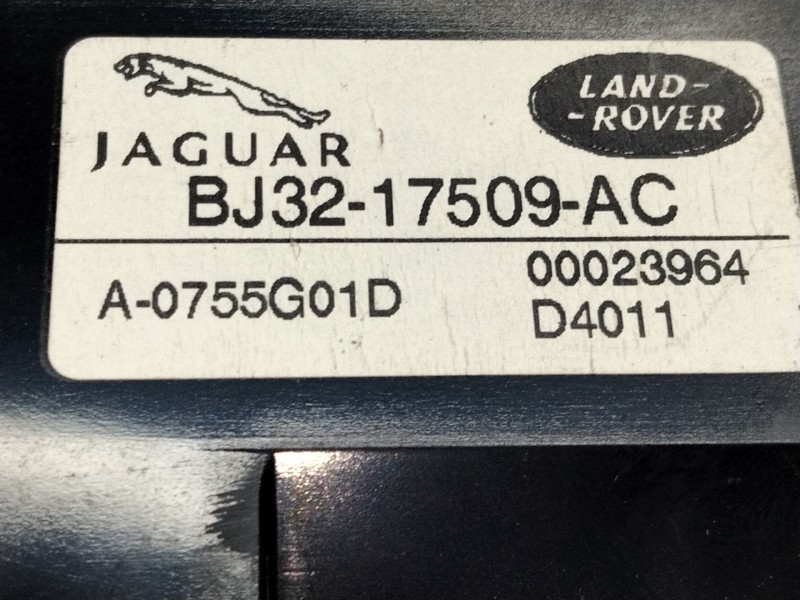 JAGUAR
LAND-
-ROVER
BJ32-17509-AC
A-0755G01D
00023964
D4011